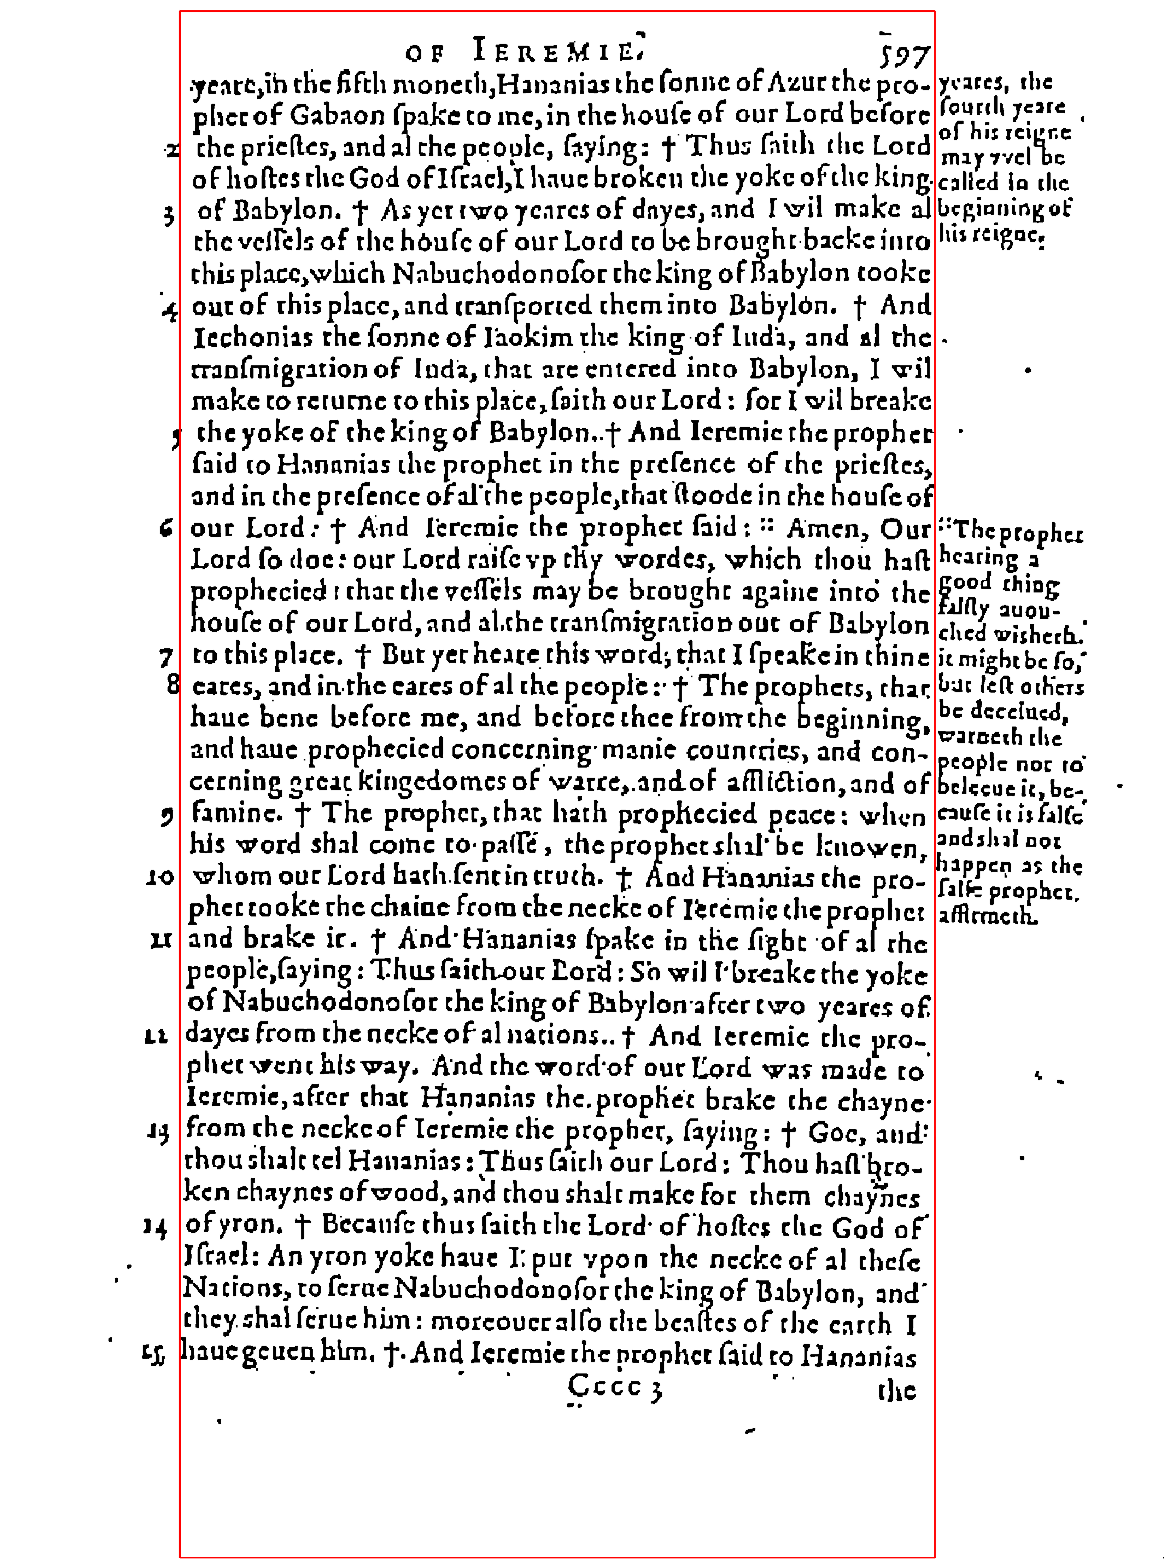 OF IEREMIE. 597
yeare, in the fifth moneth, Hananias the ſonne of Azur the pro-
phet of Gabaon ſpake to me, in the houſe of our Lord before
2 the prieſtes, and al the people, ſaying: † Thus ſaith the Lord
of hoſtes the God of Iſrael, I haue broken the yoke of the king
3 of Babylon. † As yet two yeares of dayes, and I wil make al
the veſſels of the houſe of our Lord to be brought backe into
this place, which Nabuchodonoſor the king of Babylon tooke
4 out of this place, and tranſported them into Babylon. † And
Iechonias the ſonne of Iaokim the king of Iuda, and al the
tranſmigration of Iuda, that are entered into Babylon, I wil
make to returne to this place, ſaith our Lord: for I wil breake
5 the yoke of the king of Babylon. † And Ieremie the prophet
ſaid to Hananias the prophet in the preſence of the prieſtes,
and in the preſence of al the people, that ſtoode in the houſe of
6 our Lord: † And Ieremie the prophet ſaid: :: Amen, Our
Lord ſo doe: our Lord raiſe vp thy wordes, which thou haſt
prophecied: that the veſſels may be brought againe into the
houſe of our Lord, and al the tranſmigration out of Babylon
7 to this place. † But yet heare this word, that I ſpeake in thine
8 eares, and in the eares of al the people: † The prophets, that
haue bene before me, and before thee from the beginning,
and haue prophecied concerning manie countries, and con-
cerning great kingedomes of warre, and of affliction, and of
9 famine. † The prophet, that hath prophecied peace: when
his word shal come to paſſe, the prophet shal be knowen,
10 whom our Lord hath ſent in truth. † And Hananias the pro-
phet tooke the chaine from the necke of Ieremie the prophet
11 and brake it. † And Hananias ſpake in the ſight of al the
people, ſaying: Thus ſaith our Lord: So wil I breake the yoke
of Nabuchodonoſor the king of Babylon after two yeares of
12 dayes from the necke of al nations. † And Ieremie the pro-
phet went his way. And the word of our Lord was made to
Ieremie, after that Hananias the prophet brake the chayne
13 from the necke of Ieremie the prophet, ſaying: † Goe, and
thou shalt tel Hananias: Thus ſaith our Lord: Thou haſt bro-
ken chaynes of wood, and thou shalt make for them chaynes
14 of yron. † Becauſe thus ſaith the Lord of hoſtes the God of
Iſrael: An yron yoke haue I put vpon the necke of al theſe
Nations, to ſerue Nabuchodonoſor the king of Babylon, and
they shal ſerue him: moreouer alſo the beaſtes of the earth I
15 haue geuen him. † And Ieremie the prophet ſaid to Hananias
Cccc 3 the
yeares, the
fourth yeare
of his reigne
may wel be
called in the
beginning of
his reigne.
:: The prophet
hearing a
good thing
falſly auou-
ched wisheth
it might be ſo,
but leſt others
be deceiued,
warneth the
people not to
beleeue it, be-
cauſe it is falſe
and shal not
happen as the
falſe prophet
affirmeth.